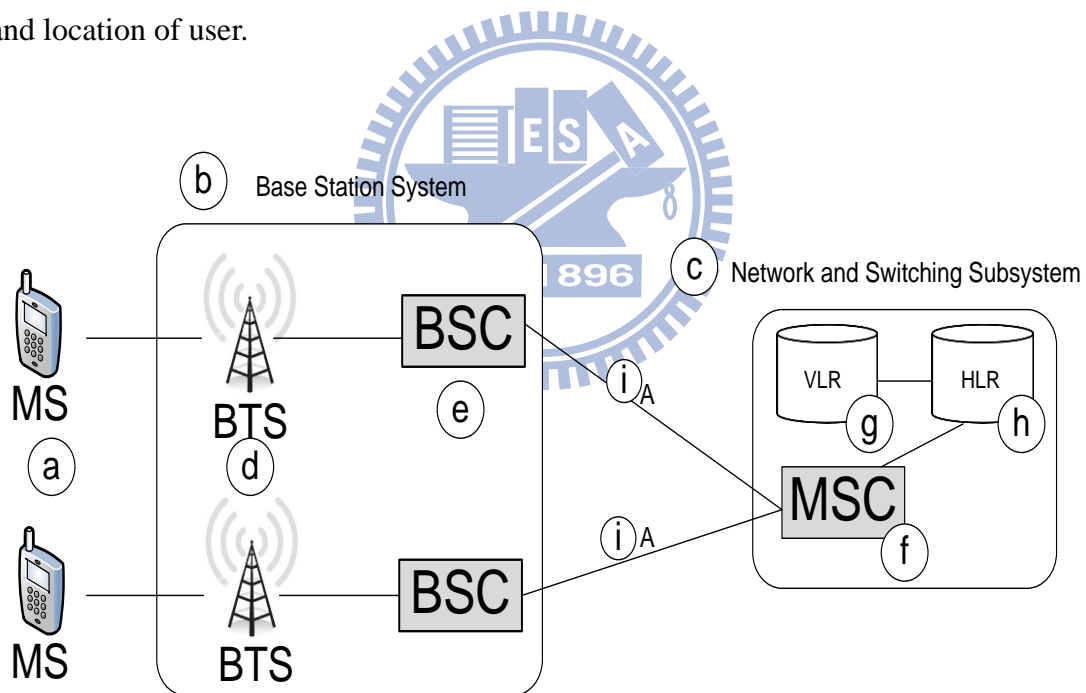 and location of user.
E S A
b Base Station System
1896
c Network and Switching Subsystem
MS
a
BTS
d
BSC
e
i A
VLR
g
HLR
h
MSC
f
i A
MS
BTS
BSC